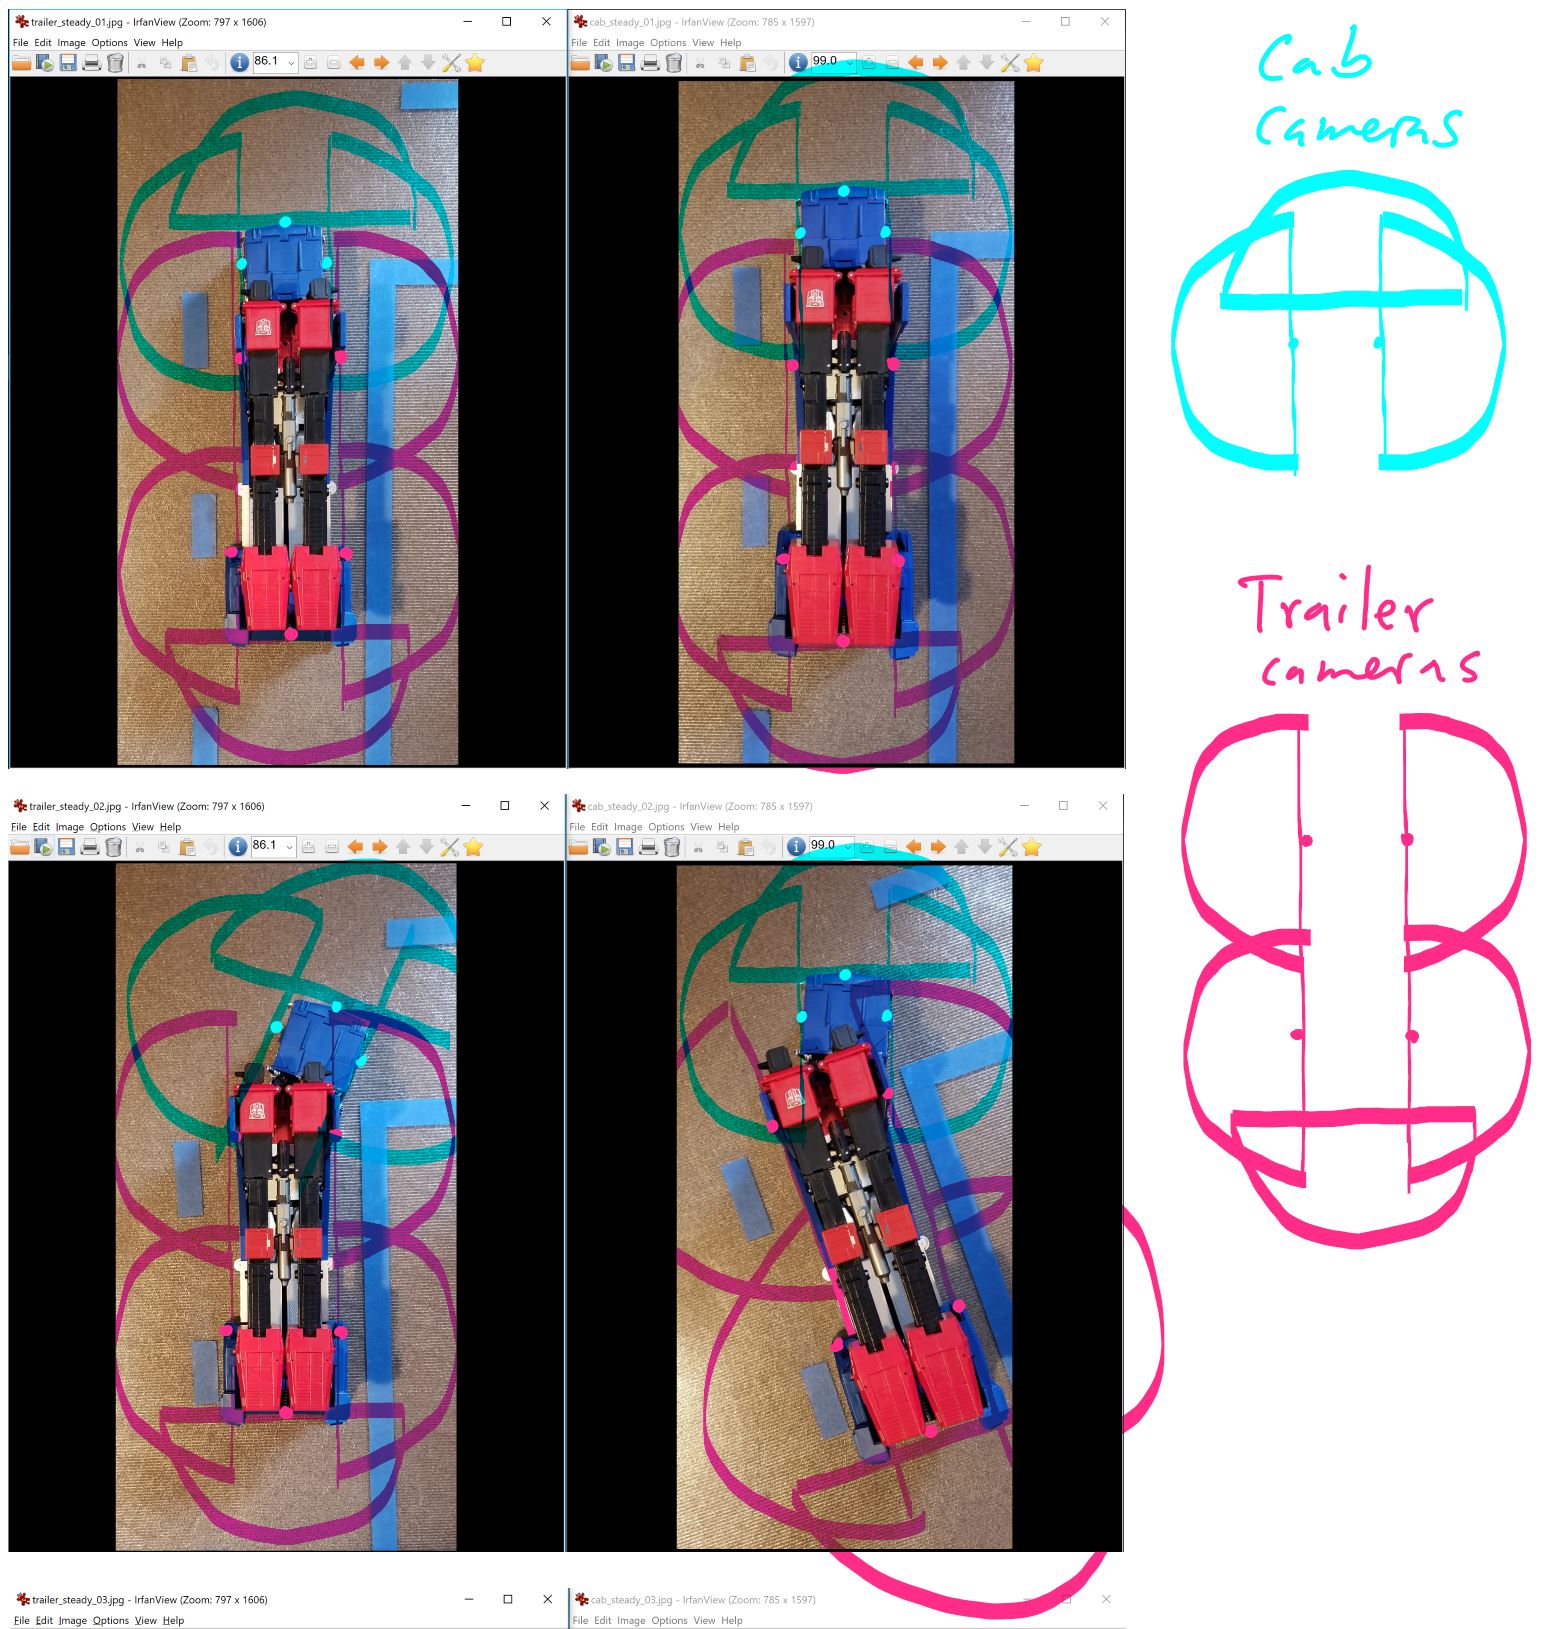 trailer_steady_01.jpg - IrfanView (Zoom: 797 x 1606)
File Edit Image Options View Help
86.1
cab_steady_01.jpg - IrfanView (Zoom: 785 x 1597)
File Edit Image Options View Help
99.0
Cab
cameras
trailer_steady_02.jpg - IrfanView (Zoom: 797 x 1606)
File Edit Image Options View Help
86.1
cab_steady_02.jpg - IrfanView (Zoom: 785 x 1597)
File Edit Image Options View Help
99.0
Trailer
cameras
trailer_steady_03.jpg - IrfanView (Zoom: 797 x 1606)
File Edit Image Options View Help
cab_steady_03.jpg - IrfanView (Zoom: 785 x 1597)
File Edit Image Options View Help